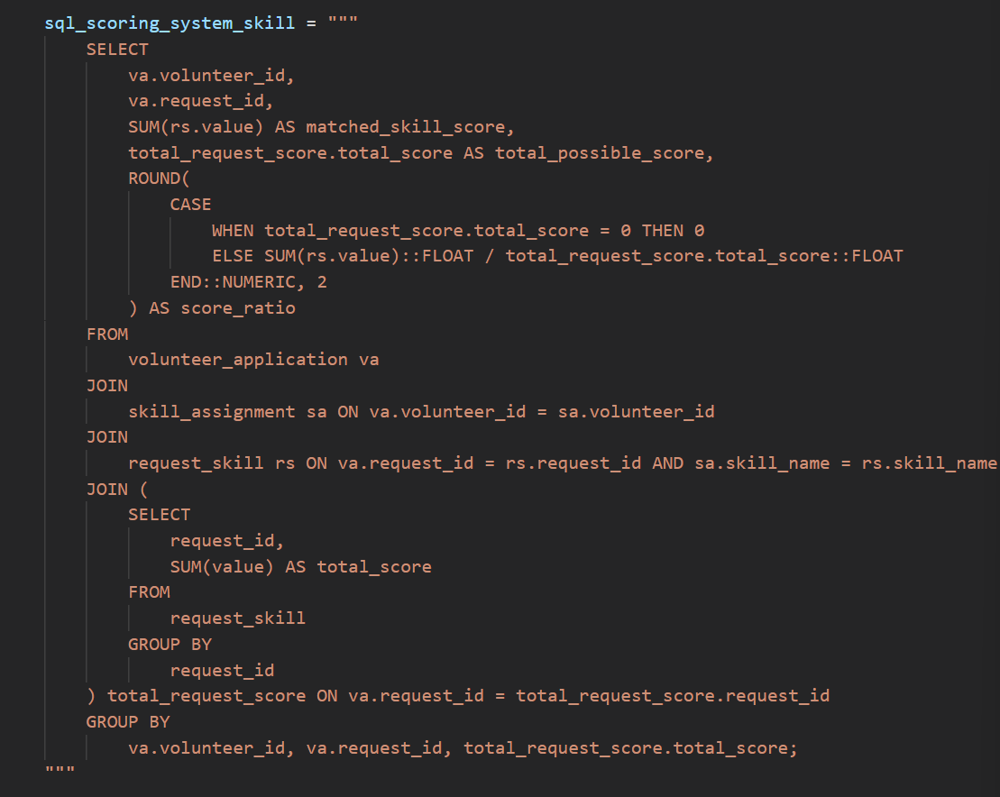 sql_scoring_system_skill = """
SELECT
va.volunteer_id,
va.request_id,
SUM(rs.value) AS matched_skill_score,
total_request_score.total_score AS total_possible_score,
ROUND(
CASE
WHEN total_request_score.total_score = 0 THEN 0
ELSE SUM(rs.value)::FLOAT / total_request_score.total_score::FLOAT
END::NUMERIC, 2
) AS score_ratio
FROM
volunteer_application va
JOIN
skill_assignment sa ON va.volunteer_id = sa.volunteer_id
JOIN
request_skill rs ON va.request_id = rs.request_id AND sa.skill_name = rs.skill_name
JOIN (
SELECT
request_id,
SUM(value) AS total_score
FROM
request_skill
GROUP BY
request_id
) total_request_score ON va.request_id = total_request_score.request_id
GROUP BY
va.volunteer_id, va.request_id, total_request_score.total_score;
"""